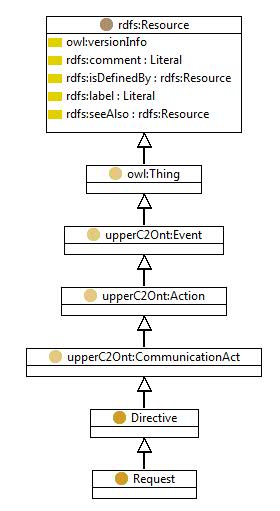 rdfs:Resource
owl:versionInfo
rdfs:comment : Literal
rdfs:isDefinedBy : rdfs:Resource
rdfs:label : Literal
rdfs:seeAlso : rdfs:Resource
owl:Thing
upperC2Ont:Event
upperC2Ont:Action
upperC2Ont:CommunicationAct
Directive
Request